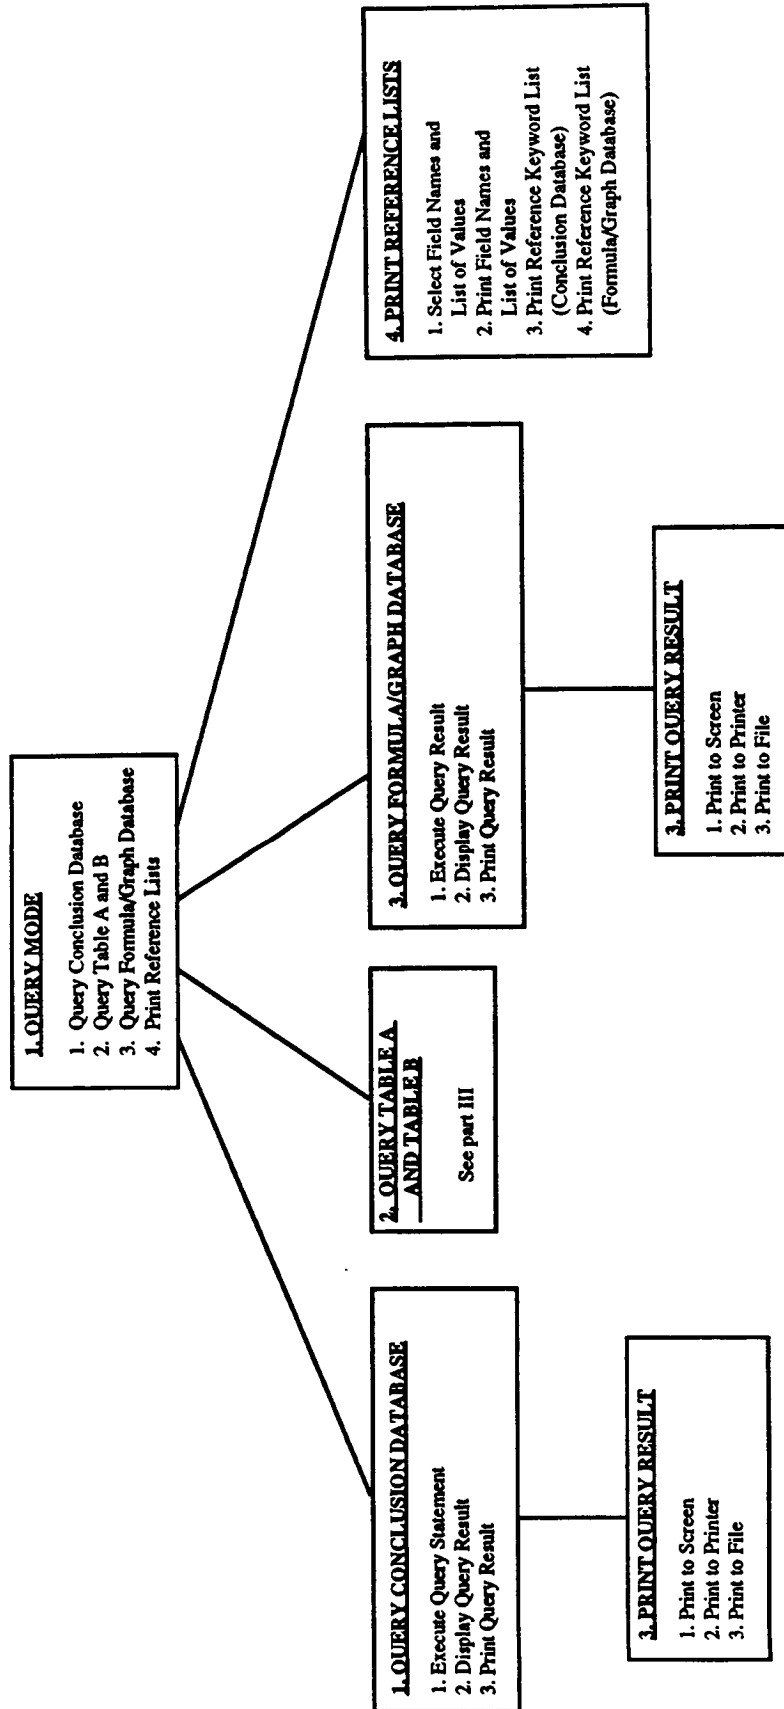 1. QUERY MODE
1. Query Conclusion Database
2. Query Table A and B
3. Query Formula/Graph Database
4. Print Reference Lists
1. QUERY CONCLUSION DATABASE
1. Execute Query Statement
2. Display Query Result
3. Print Query Result
2. QUERY TABLE A
AND TABLE B
See part III
3. QUERY FORMULA/GRAPH DATABASE
1. Execute Query Result
2. Display Query Result
3. Print Query Result
4. PRINT REFERENCE LISTS
1. Select Field Names and
List of Values
2. Print Field Names and
List of Values
3. Print Reference Keyword List
(Conclusion Database)
4. Print Reference Keyword List
(Formula/Graph Database)
3. PRINT QUERY RESULT
1. Print to Screen
2. Print to Printer
3. Print to File
3. PRINT QUERY RESULT
1. Print to Screen
2. Print to Printer
3. Print to File